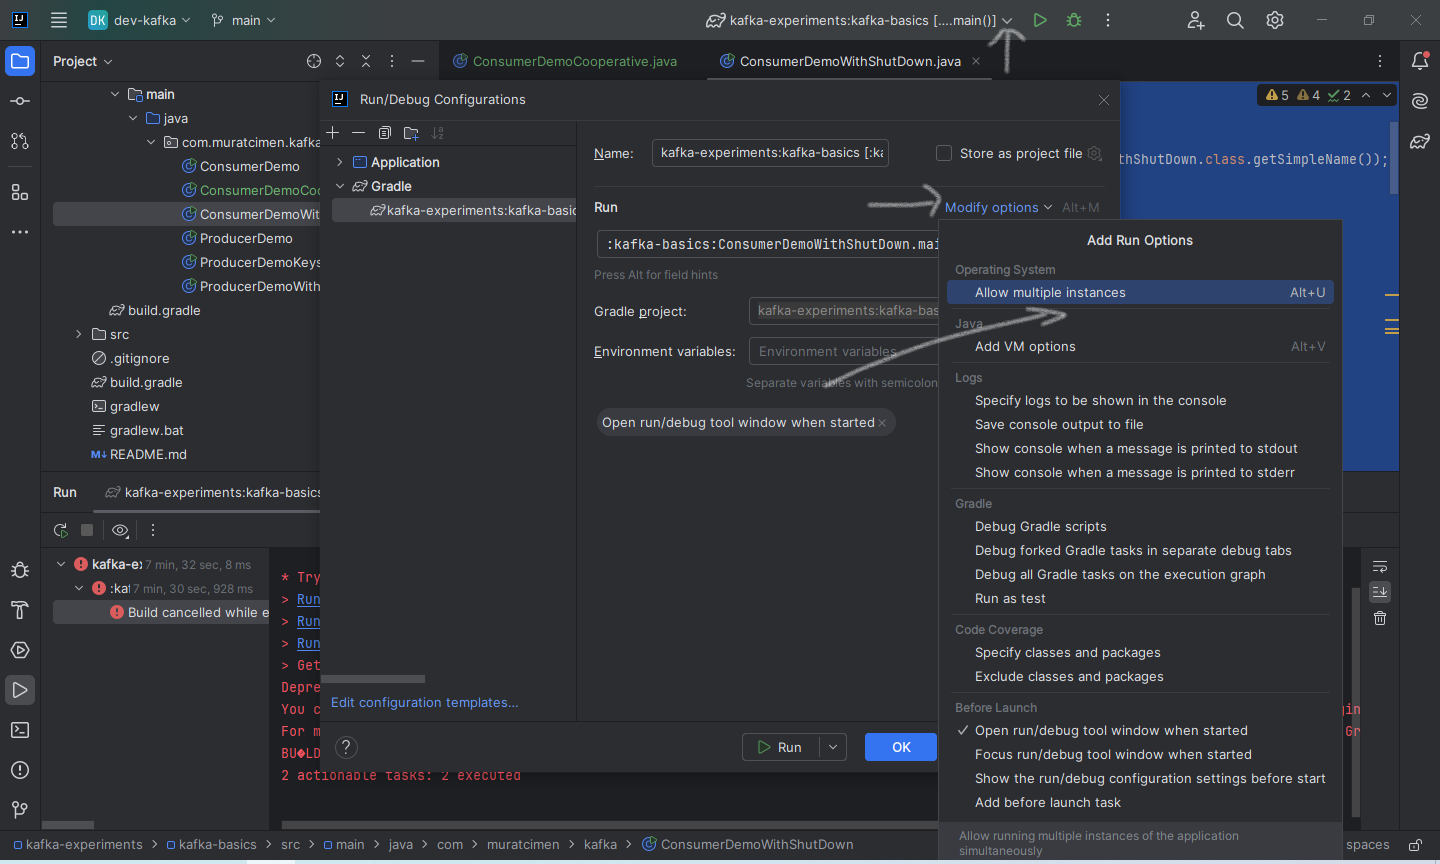 DK dev-kafka main kafka-experiments:kafka-basics [....main()]
Project
ConsumerDemoCooperative.java ConsumerDemoWithShutDown.java
main
java
com.muratcimen.kafka
ConsumerDemo
ConsumerDemoCoo
ConsumerDemoWit
ProducerDemo
ProducerDemoKeys
ProducerDemoWith
build.gradle
src
.gitignore
build.gradle
gradlew
gradlew.bat
README.md
5 4 2
thShutDown.class.getSimpleName());
Run/Debug Configurations
Application
Gradle
kafka-experiments:kafka-basic
Edit configuration templates...
Name: kafka-experiments:kafka-basics [:ka
Store as project file
Run
Modify options Alt+M
:kafka-basics:ConsumerDemoWithShutDown.mai
Press Alt for field hints
Gradle project: kafka-experiments:kafka-bas
Environment variables: Environment variables
Separate variables with semicolon
Open run/debug tool window when started
? Run OK
Add Run Options
Operating System
Allow multiple instances Alt+U
Java
Add VM options Alt+V
Logs
Specify logs to be shown in the console
Save console output to file
Show console when a message is printed to stdout
Show console when a message is printed to stderr
Gradle
Debug Gradle scripts
Debug forked Gradle tasks in separate debug tabs
Debug all Gradle tasks on the execution graph
Run as test
Code Coverage
Specify classes and packages
Exclude classes and packages
Before Launch
Open run/debug tool window when started
Focus run/debug tool window when started
Show the run/debug configuration settings before start
Add before launch task
Allow running multiple instances of the application
simultaneously
Run kafka-experiments:kafka-basics
kafka-e: 7 min, 32 sec, 8 ms
:kaf 7 min, 30 sec, 928 ms
Build cancelled while e
* Try
> Run
> Run
> Run
> Get
Depre
You c gin
For m Gr
BU�LD
2 actionable tasks: 2 executed
kafka-experiments > kafka-basics > src > main > java > com > muratcimen > kafka > ConsumerDemoWithShutDown
spaces